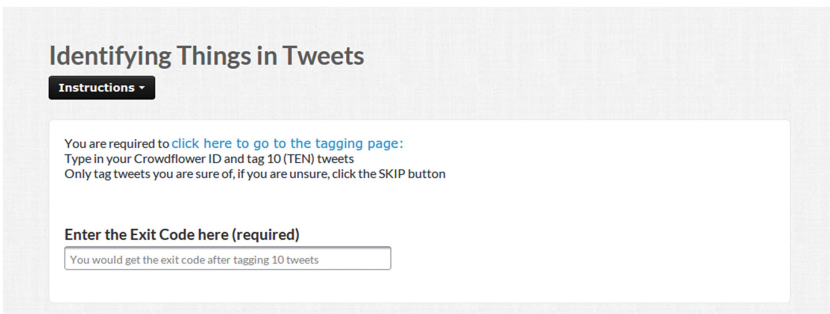 Identifying Things in Tweets
Instructions
You are required to click here to go to the tagging page:
Type in your Crowdflower ID and tag 10 (TEN) tweets
Only tag tweets you are sure of, if you are unsure, click the SKIP button
Enter the Exit Code here (required)
You would get the exit code after tagging 10 tweets